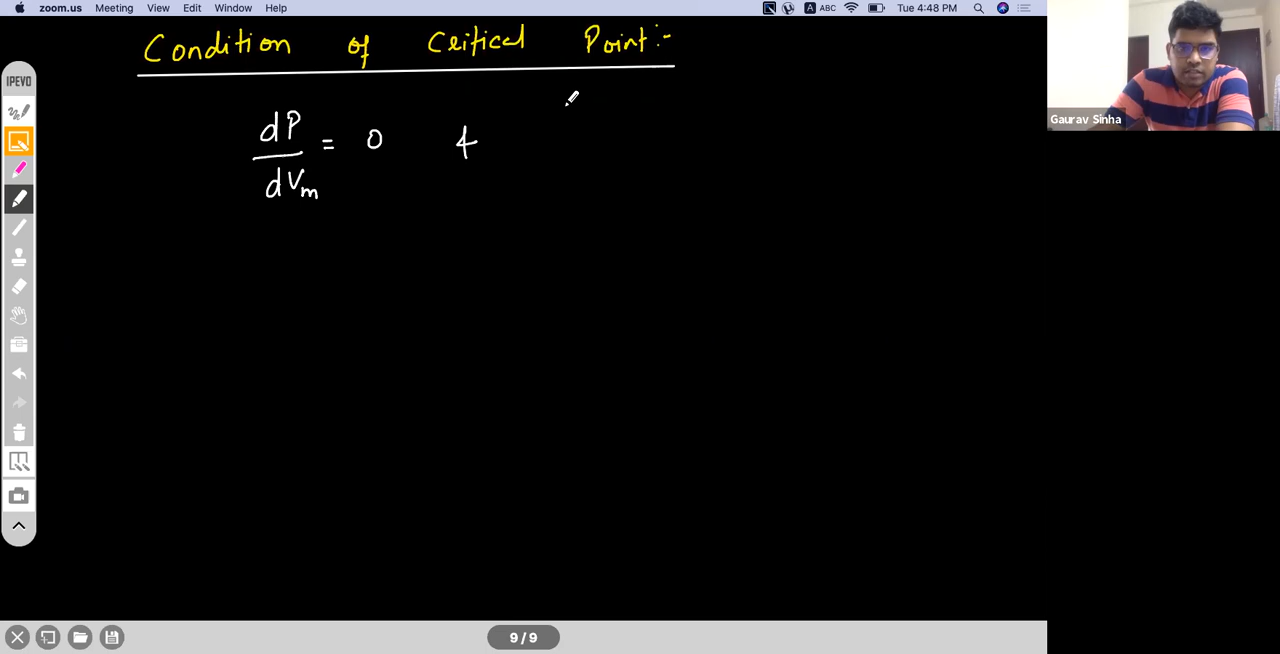 zoom.us Meeting View Edit Window Help A ABC Tue 4:48 PM
Condition of Critical Point :-
IPEVO
dP
= 0 &
dVm
Gaurav Sinha
9 / 9